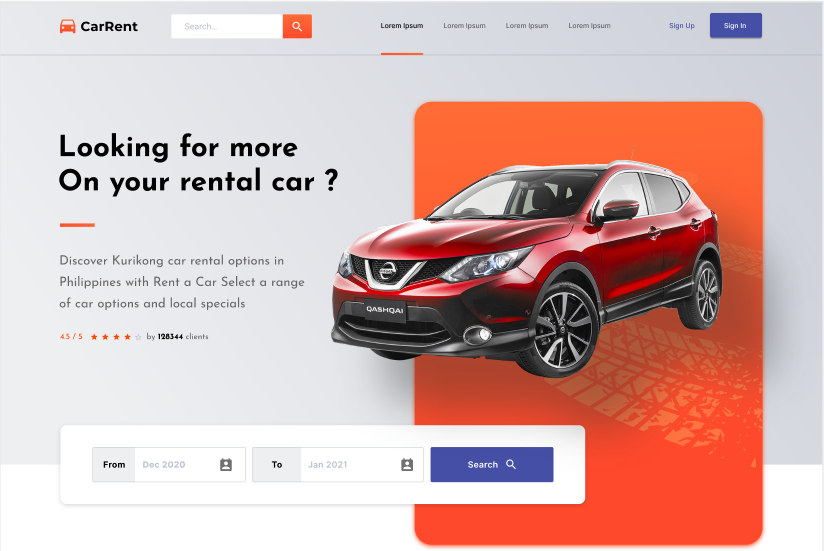 CarRent
Search...
Lorem Ipsum
Lorem Ipsum
Lorem Ipsum
Lorem Ipsum
Sign Up
Sign In
Looking for more
On your rental car ?
Discover Kurikong car rental options in
Philippines with Rent a Car Select a range
of car options and local specials
4.5 / 5
by 128344 clients
NISSAN
QASHQAI
From
Dec 2020
To
Jan 2021
Search